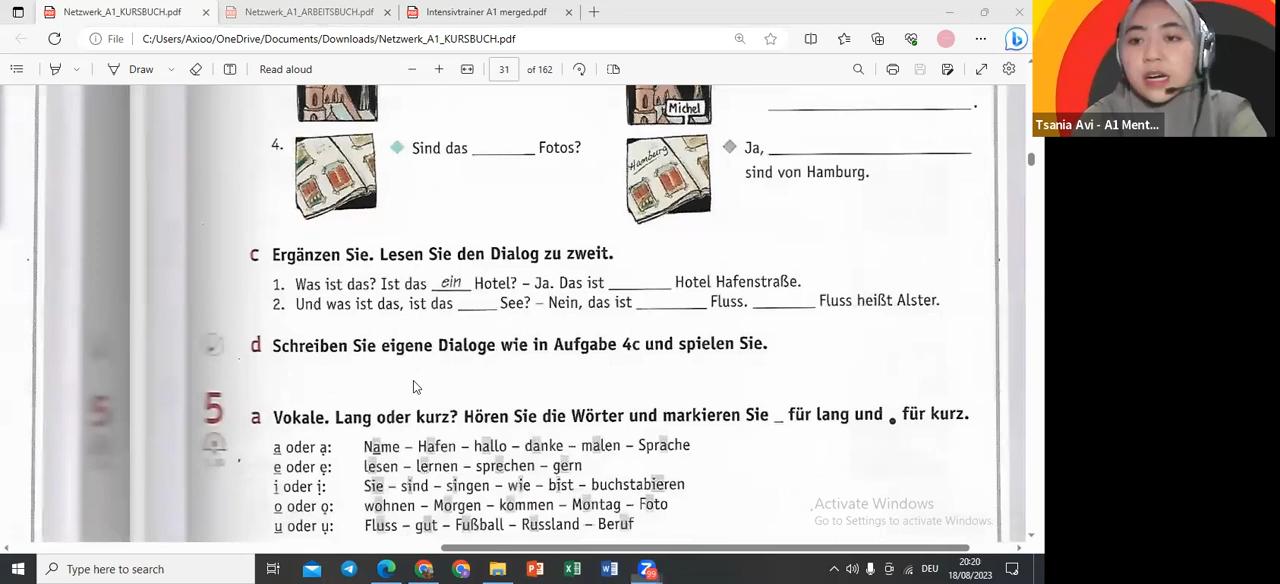 Netzwerk_A1_KURSBUCH.pdf
Netzwerk_A1_ARBEITSBUCH.pdf
Intensivtrainer A1 merged.pdf
File
C:/Users/Axioo/OneDrive/Documents/Downloads/Netzwerk_A1_KURSBUCH.pdf
Draw
Read aloud
31 of 162
Tsania Avi - A1 Ment...
Michel
4. Sind das ________ Fotos? Ja, ________
Hamburg
sind von Hamburg.
c Ergänzen Sie. Lesen Sie den Dialog zu zweit.
1. Was ist das? Ist das ein Hotel? – Ja. Das ist ________ Hotel Hafenstraße.
2. Und was ist das, ist das _____ See? – Nein, das ist ________ Fluss. ________ Fluss heißt Alster.
d Schreiben Sie eigene Dialoge wie in Aufgabe 4c und spielen Sie.
5 5 a Vokale. Lang oder kurz? Hören Sie die Wörter und markieren Sie _ für lang und . für kurz.
a oder ạ: Name – Hafen – hallo – danke – malen – Sprache
e oder ẹ: lesen – lernen – sprechen – gern
i oder ị: Sie – sind – singen – wie – bist – buchstabieren
o oder ọ: wohnen – Morgen – kommen – Montag – Foto
u oder ụ: Fluss – gut – Fußball – Russland – Beruf
Activate Windows
Go to Settings to activate Windows.
Type here to search
99
DEU
20:20
18/08/2023